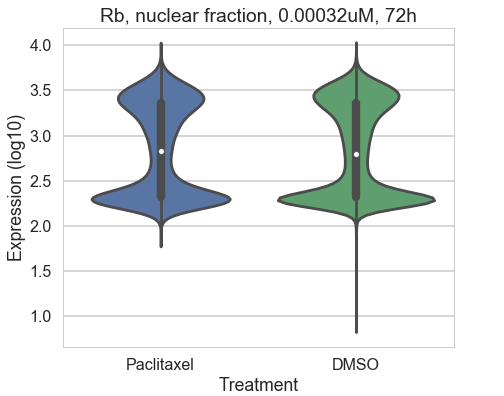 Rb, nuclear fraction, 0.00032uM, 72h
4.0
3.5
3.0
2.5
2.0
1.5
1.0
Expression (log10)
Paclitaxel DMSO
Treatment